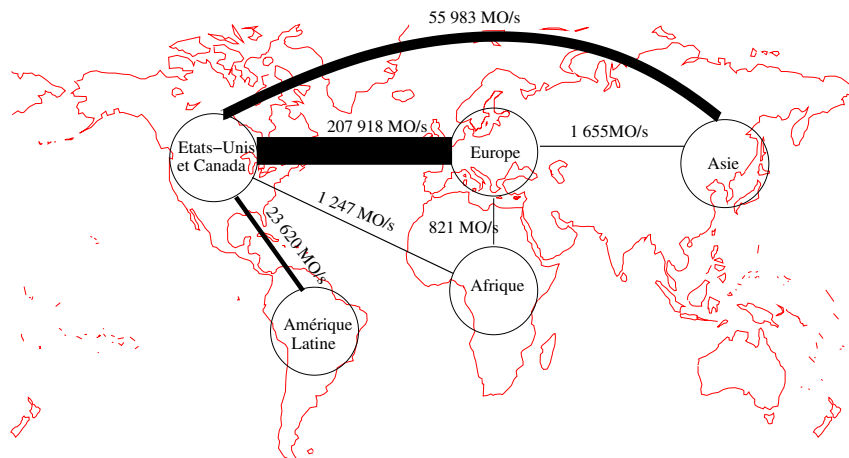 55 983 MO/s
207 918 MO/s
1 655MO/s
Etats−Unis
et Canada
Europe
Asie
1 247 MO/s
23 620 MO/s
821 MO/s
Afrique
Amérique
Latine